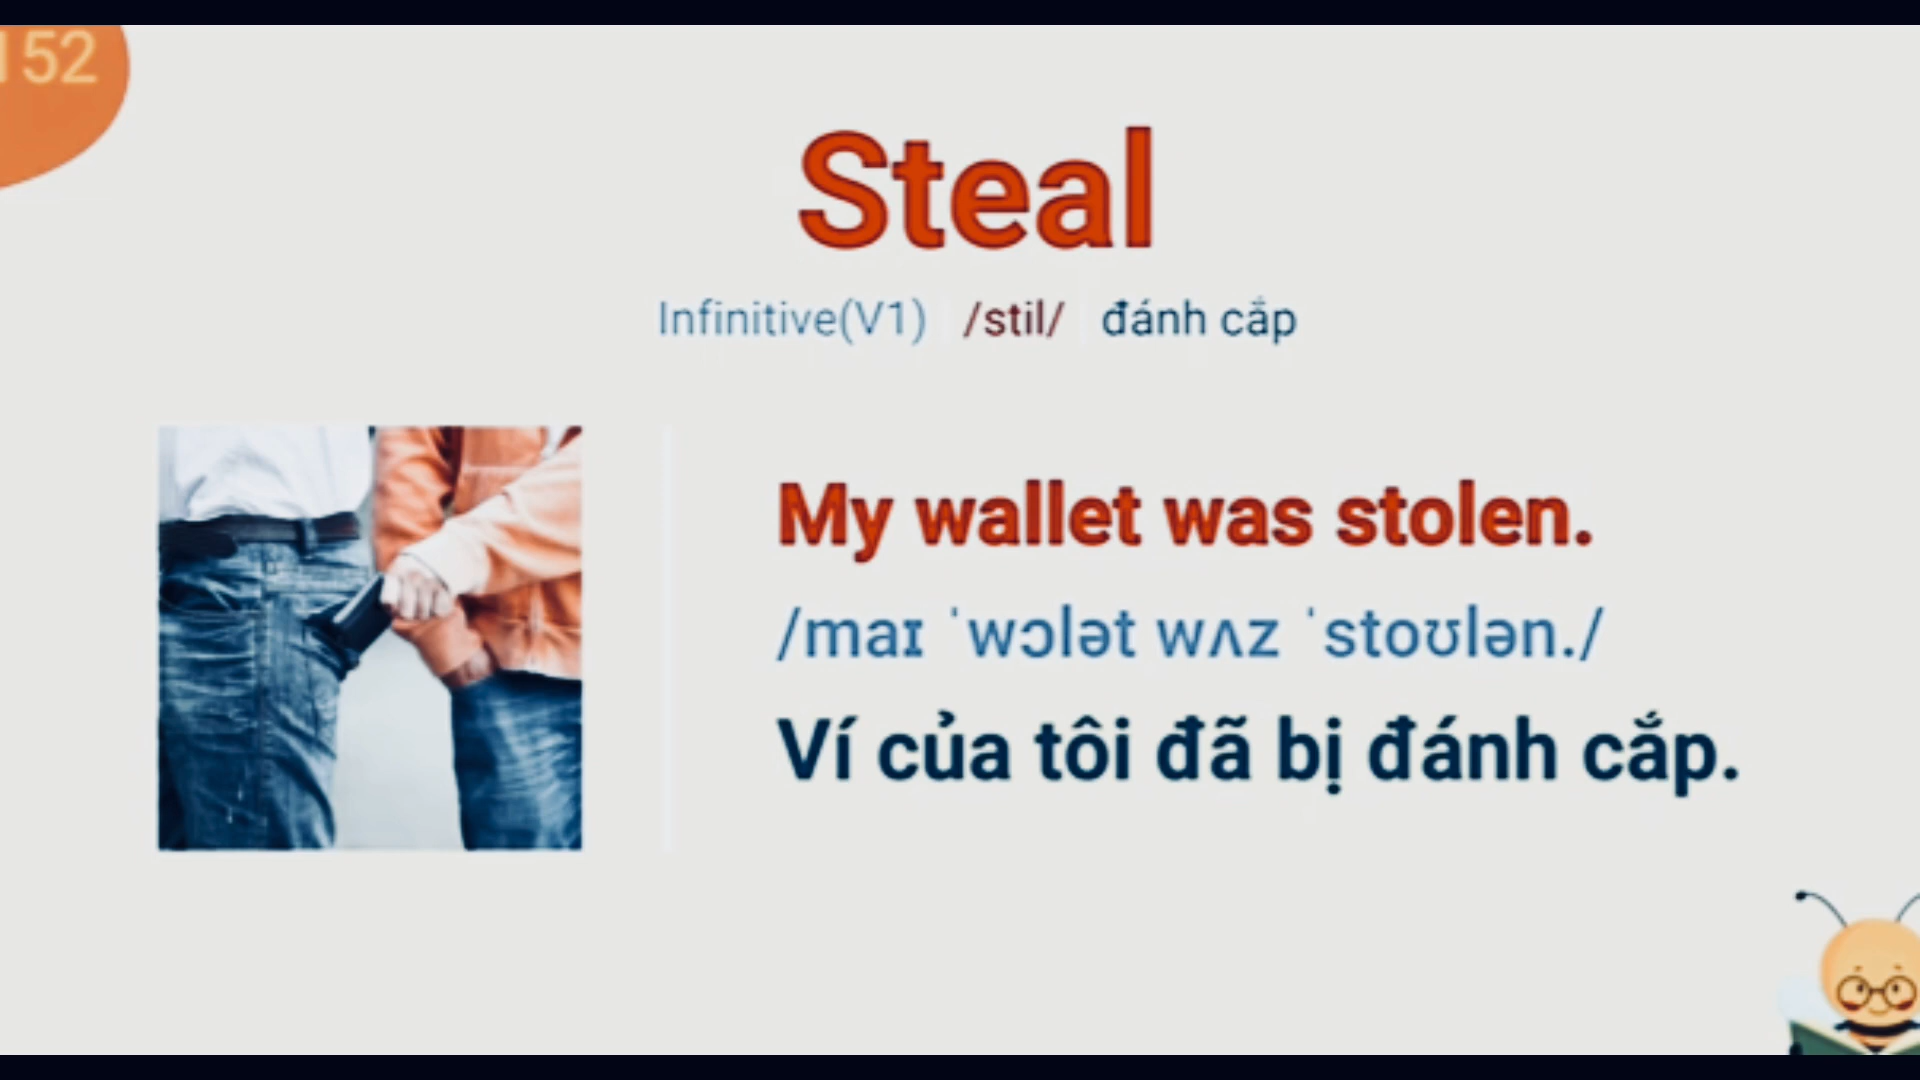 152
Steal
Infinitive(V1) /stil/ đánh cắp
My wallet was stolen.
/maɪ ˈwɔlət wʌz ˈstoʊlən./
Ví của tôi đã bị đánh cắp.